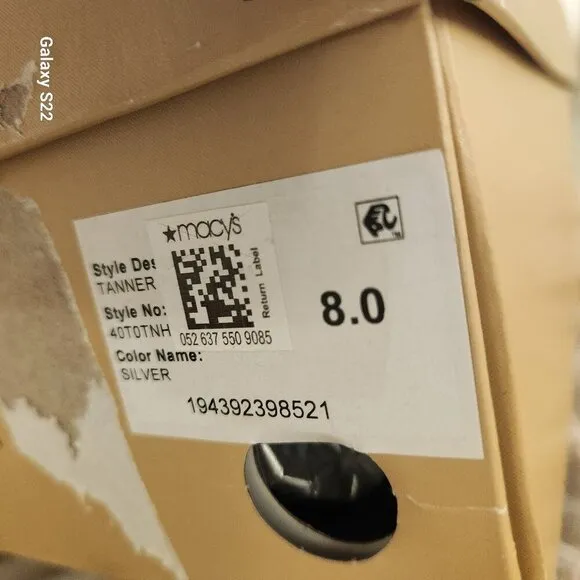 Galaxy S22
★macy's
Return Label
052 637 550 9085
Style Des
TANNER
Style No:
40T0TNH
Color Name:
SILVER
8.0
194392398521